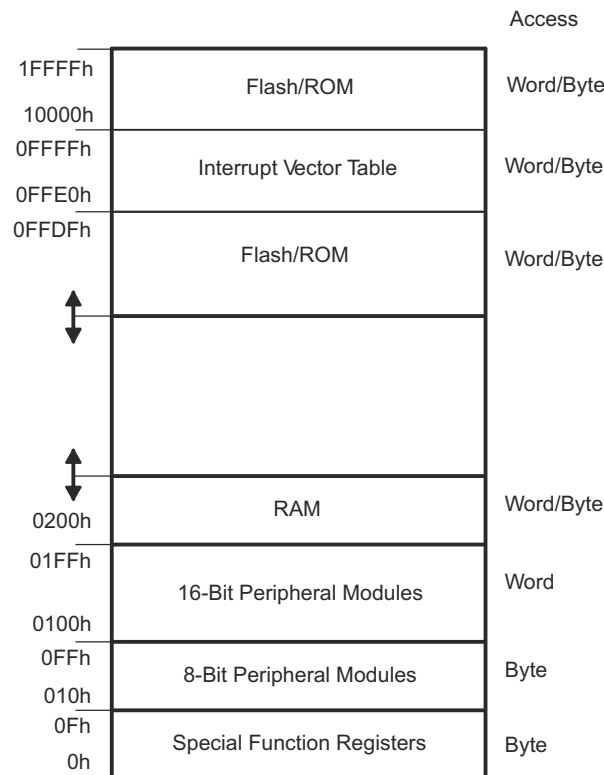 Access
1FFFFh
Flash/ROM
Word/Byte
10000h
0FFFFh
Interrupt Vector Table
Word/Byte
0FFE0h
0FFDFh
Flash/ROM
Word/Byte
RAM
Word/Byte
0200h
01FFh
16-Bit Peripheral Modules
Word
0100h
0FFh
8-Bit Peripheral Modules
Byte
010h
0Fh
Special Function Registers
Byte
0h